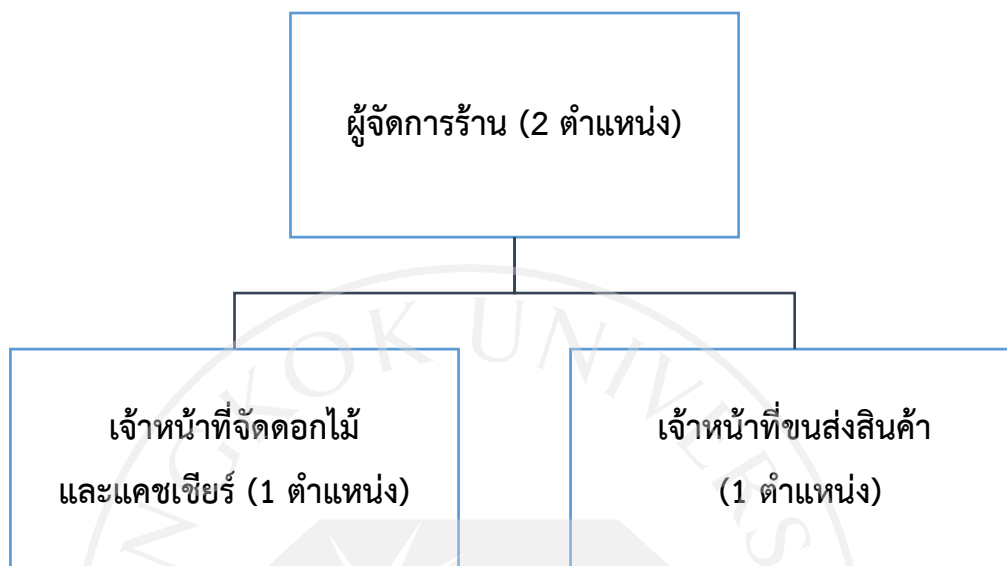 ผู้จัดการร้าน (2 ตำแหน่ง)
เจ้าหน้าที่จัดดอกไม้
และแคชเชียร์ (1 ตำแหน่ง)
เจ้าหน้าที่ขนส่งสินค้า
(1 ตำแหน่ง)
NGKOK UNIVERS